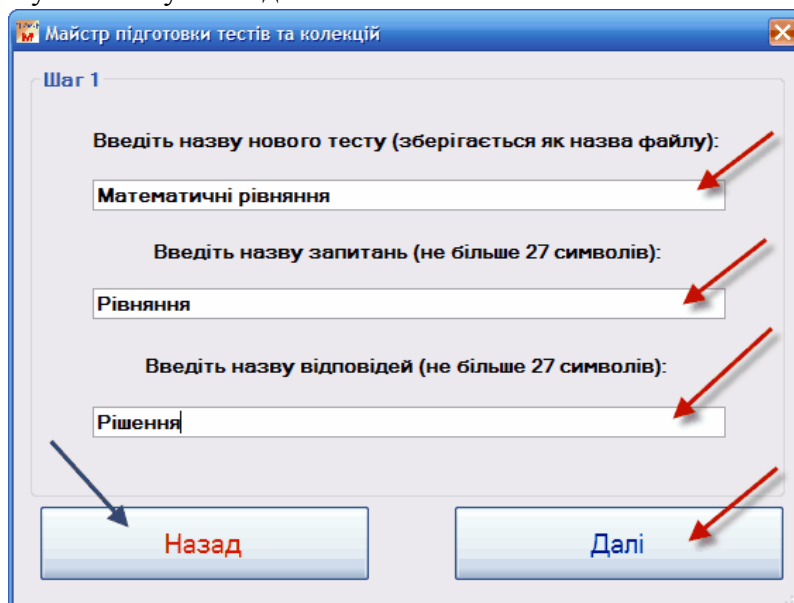 Майстр підготовки тестів та колекцій
Шаг 1
Введіть назву нового тесту (зберігається як назва файлу):
Математичні рівняння
Введіть назву запитань (не більше 27 символів):
Рівняння
Введіть назву відповідей (не більше 27 символів):
Рішення
Назад
Далі